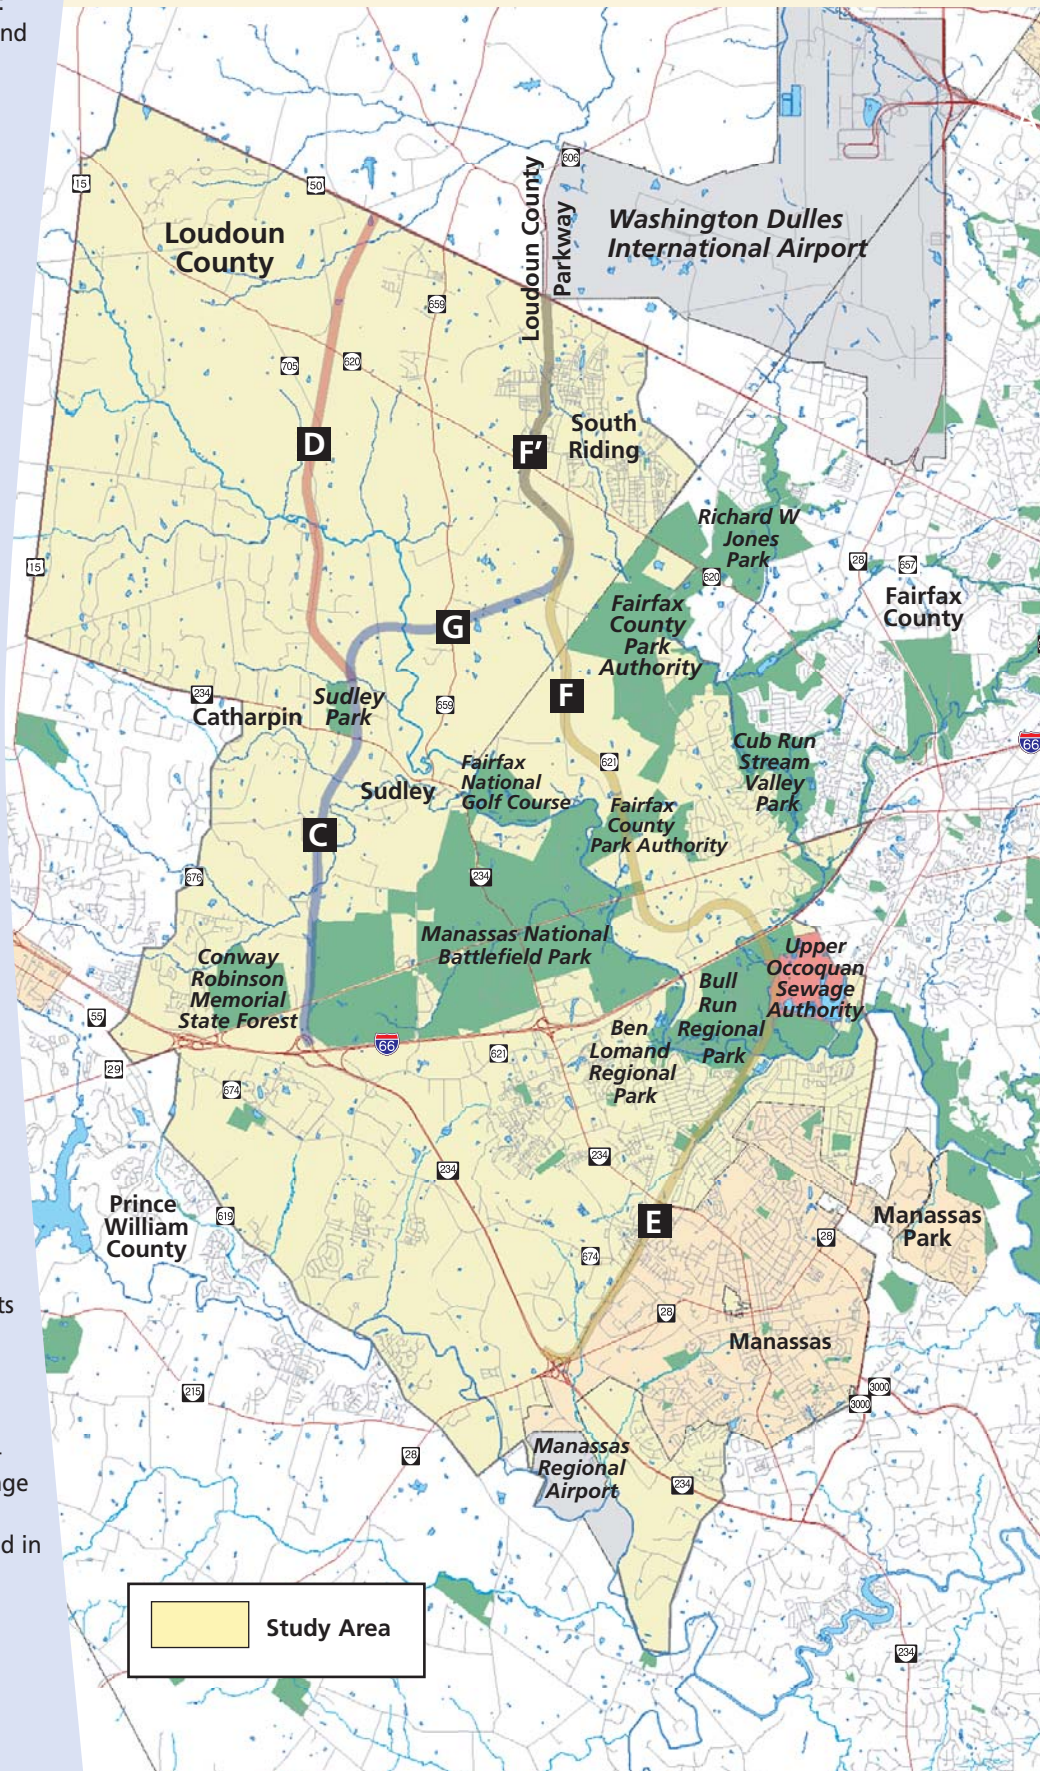 nd
606
15
50
Loudoun County
Parkway
Washington Dulles
International Airport
Loudoun
County
659
705
620
South
Riding
D
F’
Richard W
Jones
Park
15
28
657
620
Fairfax
County
Fairfax
County
Park
Authority
G
234
Catharpin
Sudley
Park
659
F
66
621
Cub Run
Stream
Valley
Park
Fairfax
National
Golf Course
Sudley
Fairfax
County
Park Authority
C
676
234
Manassas National
Battlefield Park
Conway
Robinson
Memorial
State Forest
Upper
Occoquan
Sewage
Authority
Bull
Run
Regional
Park
55
66
621
Ben
Lomand
Regional
Park
29
674
234
234
Prince
William
County
619
E
Manassas
Park
28
674
28
ts
Manassas
215
3000
3000
28
Manassas
Regional
Airport
234
ge
d in
Study Area
234